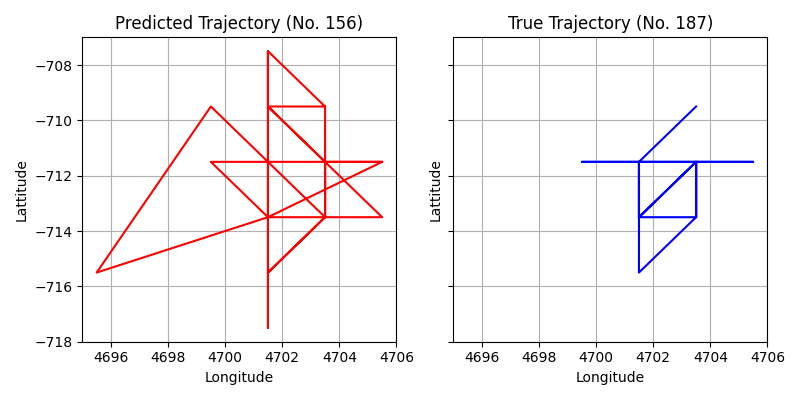 Predicted Trajectory (No. 156)
True Trajectory (No. 187)
−708
−710
−712
−714
−716
−718
Lattitude
Lattitude
4696 4698 4700 4702 4704 4706
4696 4698 4700 4702 4704 4706
Longitude
Longitude